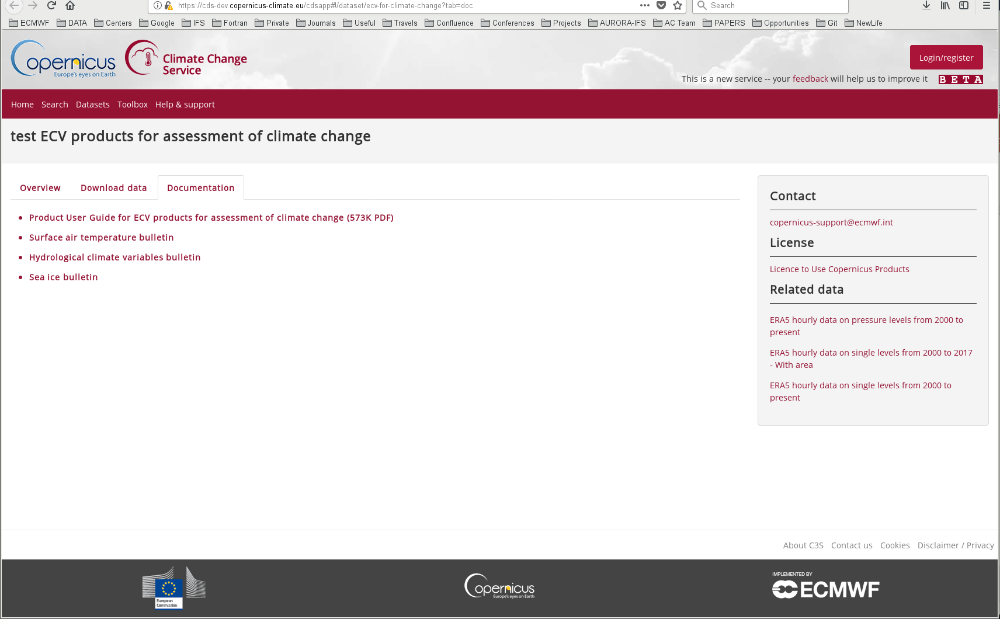 https://cds-dev.copernicus-climate.eu/cdsapp#!/dataset/ecv-for-climate-change?tab=doc
Search
ECMWF DATA Centers Google IFS Fortran Private Journals Useful Travels Confluence Conferences Projects AURORA-IFS AC Team PAPERS Opportunities Git NewLife
opernicus
Europe's eyes on Earth
Climate Change
Service
Login/register
This is a new service -- your feedback will help us to improve it BETA
Home Search Datasets Toolbox Help & support
test ECV products for assessment of climate change
Overview Download data Documentation
• Product User Guide for ECV products for assessment of climate change (573K PDF)
• Surface air temperature bulletin
• Hydrological climate variables bulletin
• Sea ice bulletin
Contact
copernicus-support@ecmwf.int
License
Licence to Use Copernicus Products
Related data
ERA5 hourly data on pressure levels from 2000 to
present
ERA5 hourly data on single levels from 2000 to 2017
- With area
ERA5 hourly data on single levels from 2000 to
present
About C3S Contact us Cookies Disclaimer / Privacy
European
Commission
opernicus
Europe's eyes on Earth
IMPLEMENTED BY
ECMWF